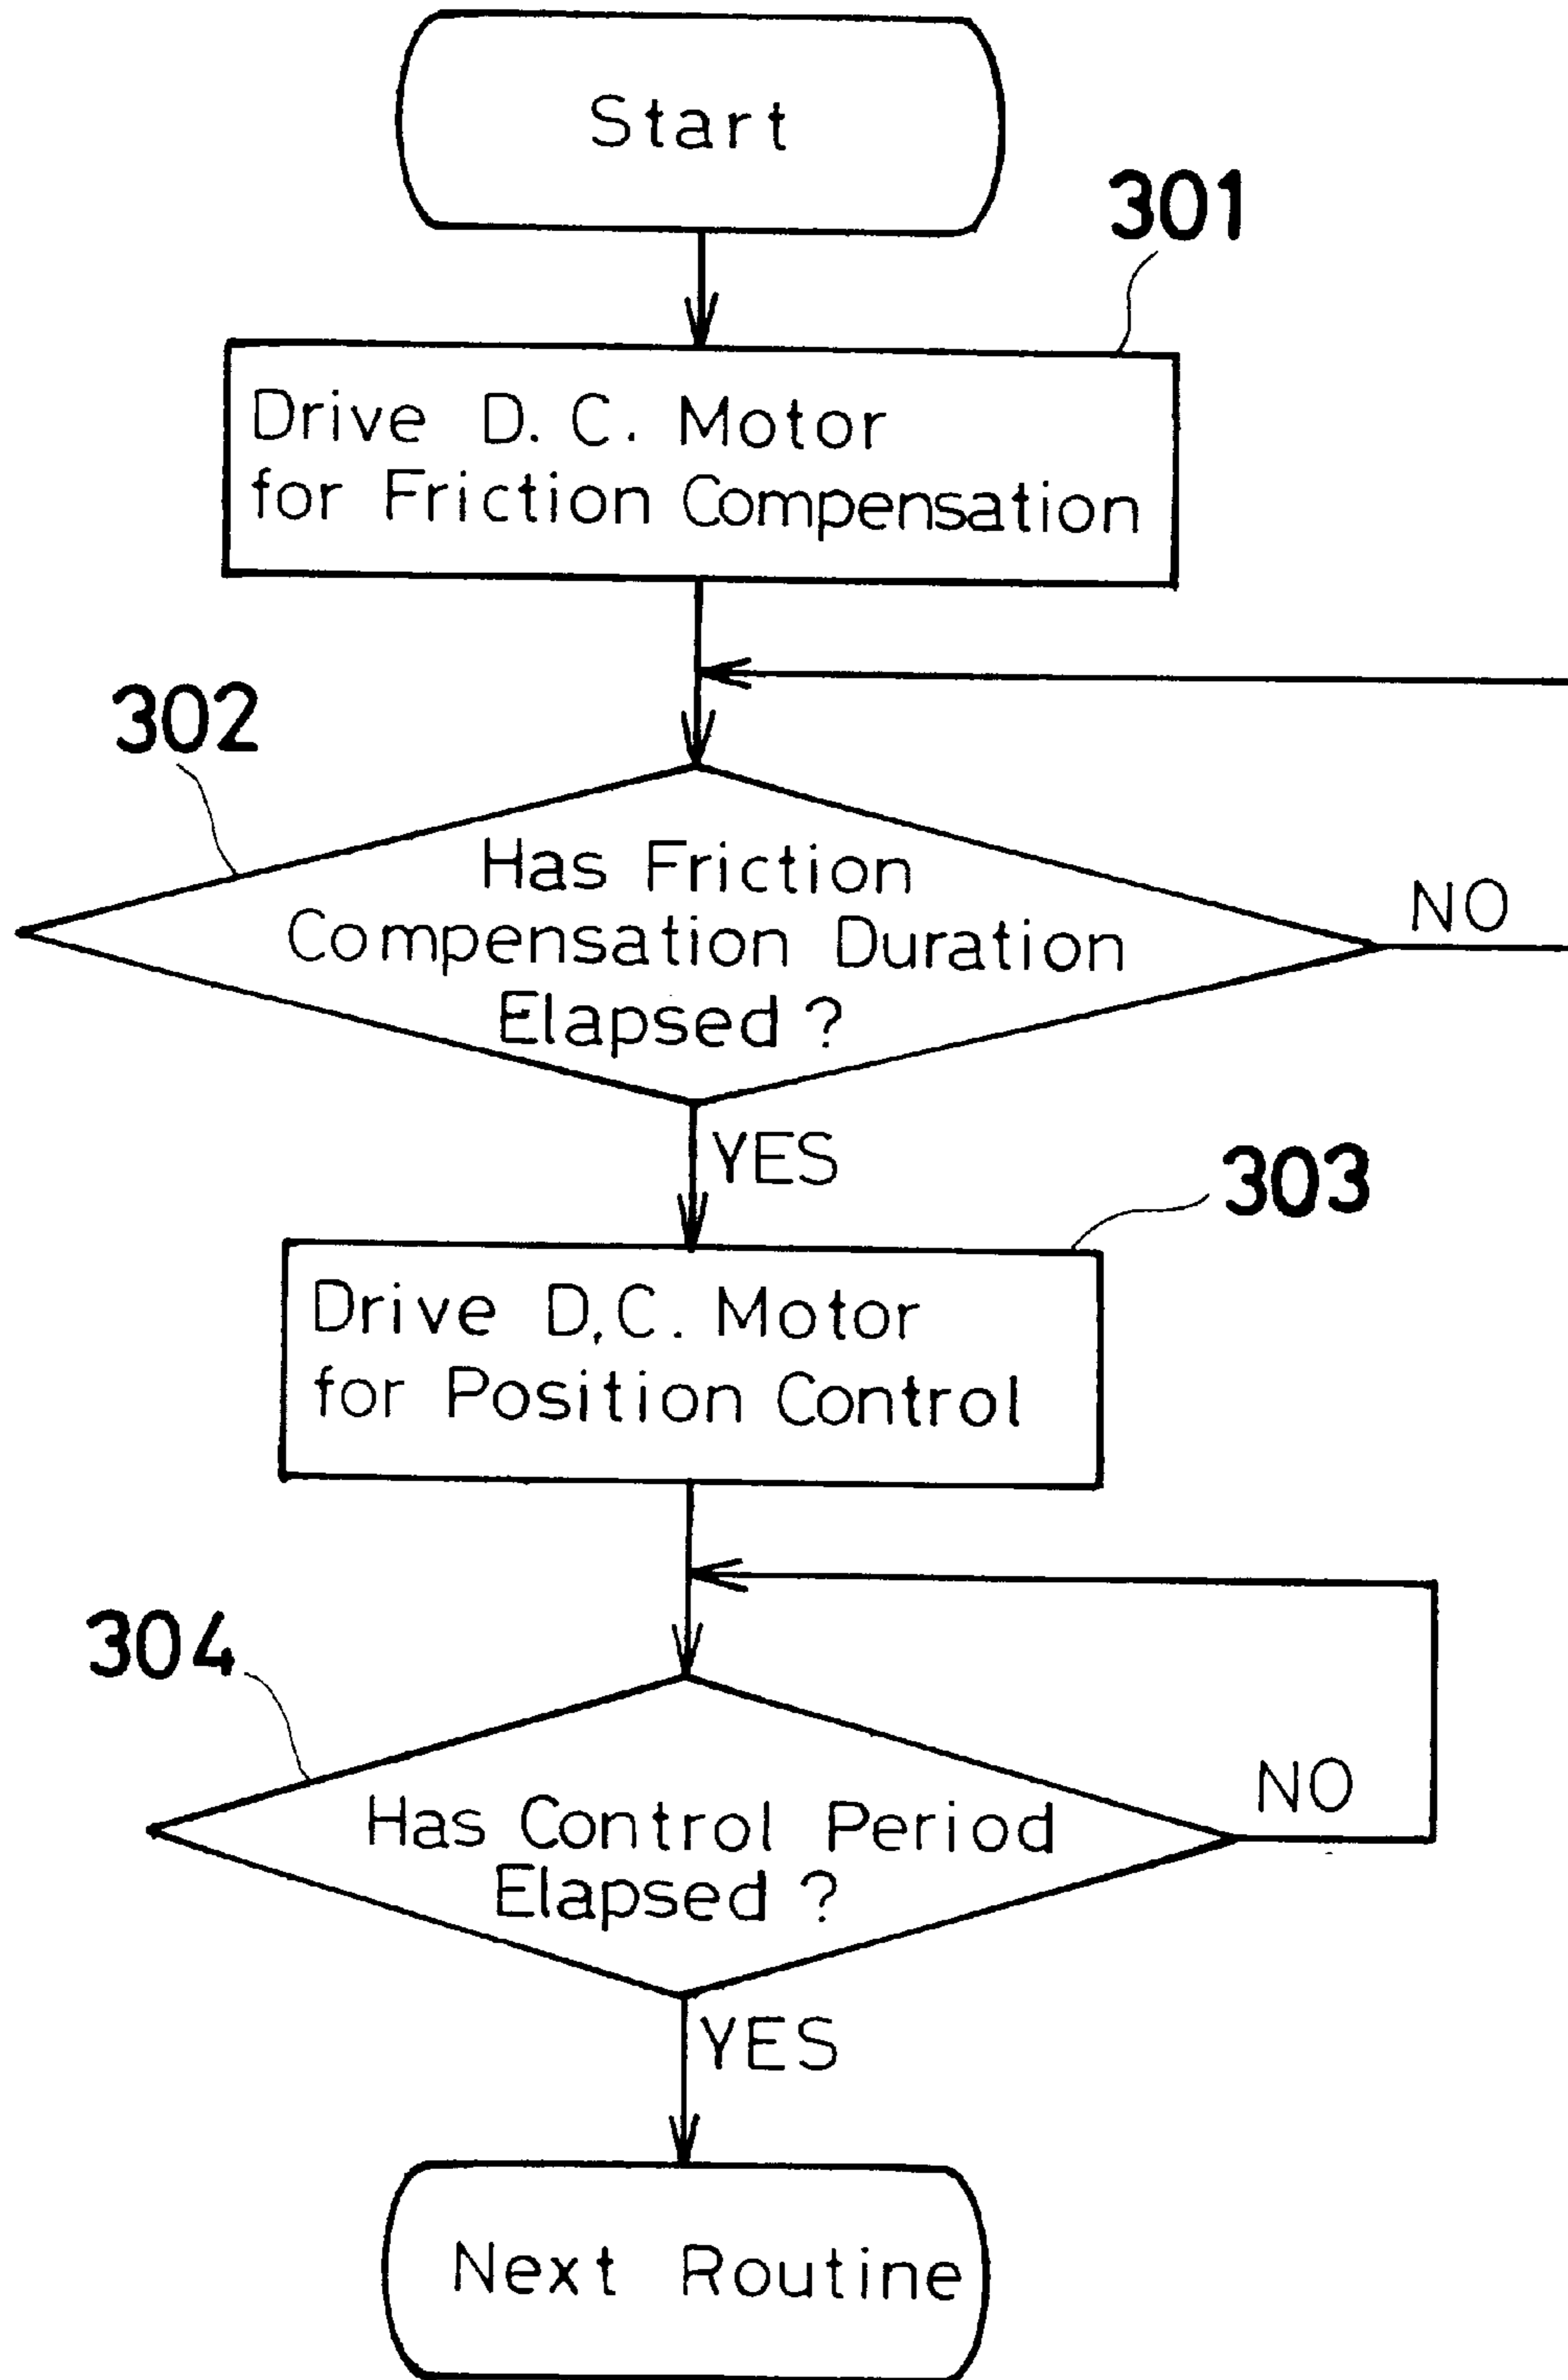 Start
301
Drive D. C. Motor
for Friction Compensation
302
Has Friction
Compensation Duration
Elapsed ?
NO
YES
303
Drive D.C. Motor
for Position Control
304
Has Control Period
Elapsed ?
NO
YES
Next Routine